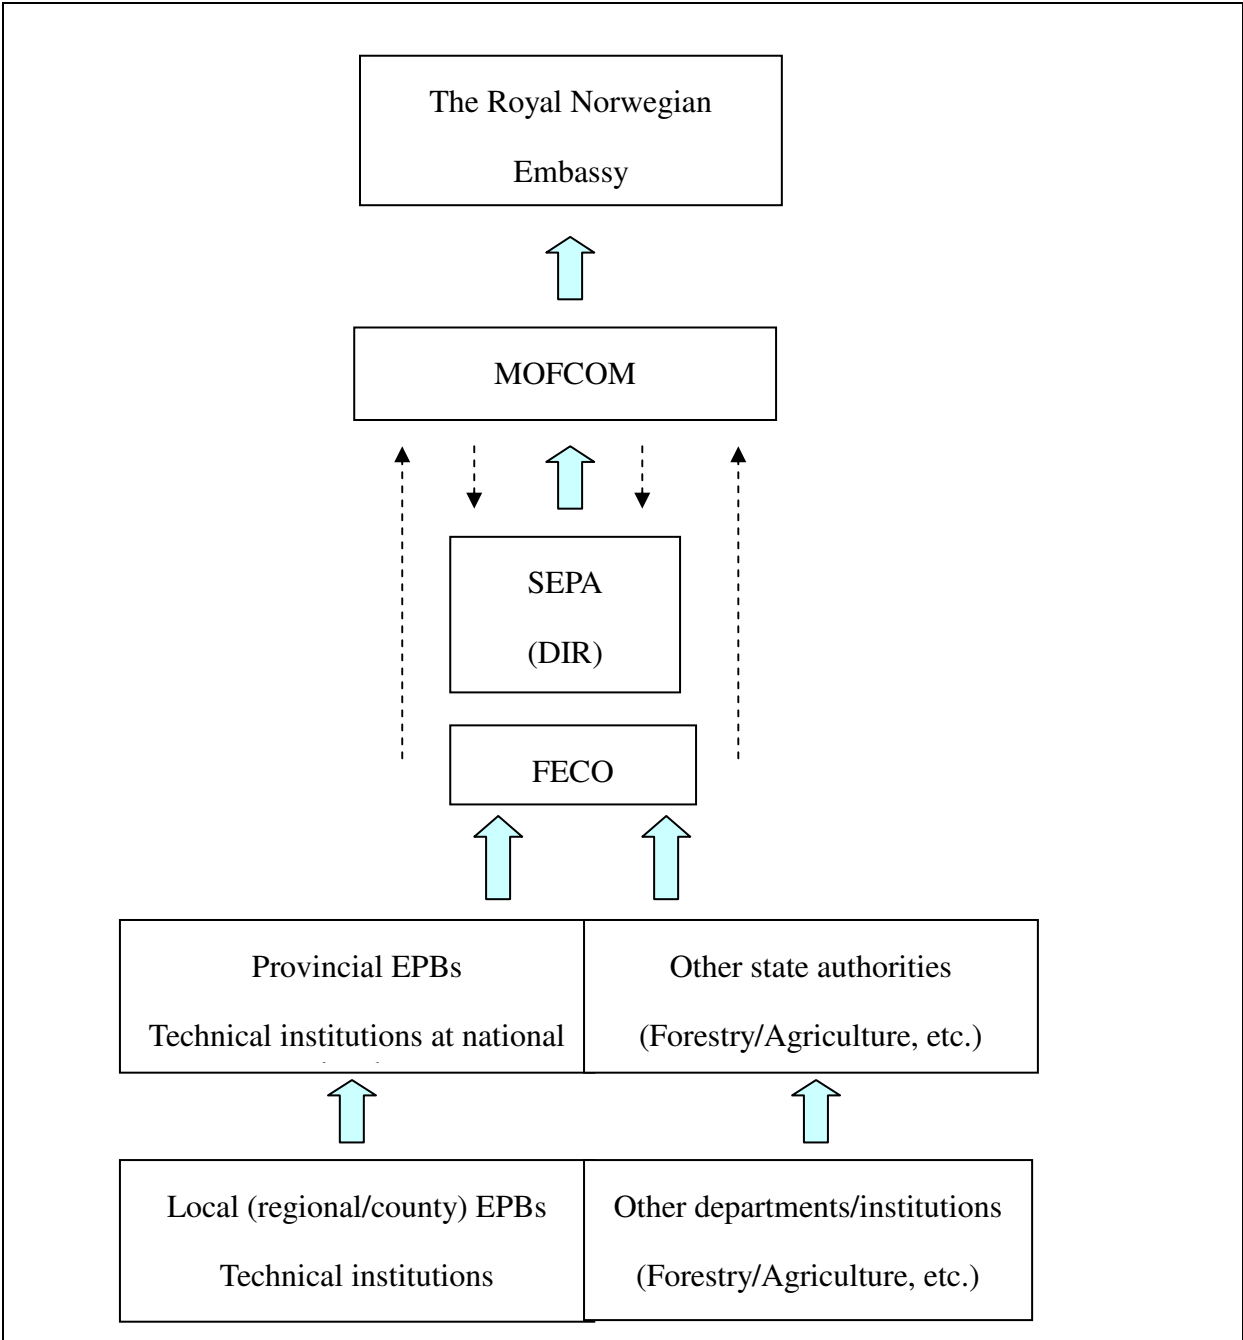 The Royal Norwegian
Embassy
MOFCOM
SEPA
(DIR)
FECO
Provincial EPBs
Technical institutions at national
Other state authorities
(Forestry/Agriculture, etc.)
Local (regional/county) EPBs
Technical institutions
Other departments/institutions
(Forestry/Agriculture, etc.)